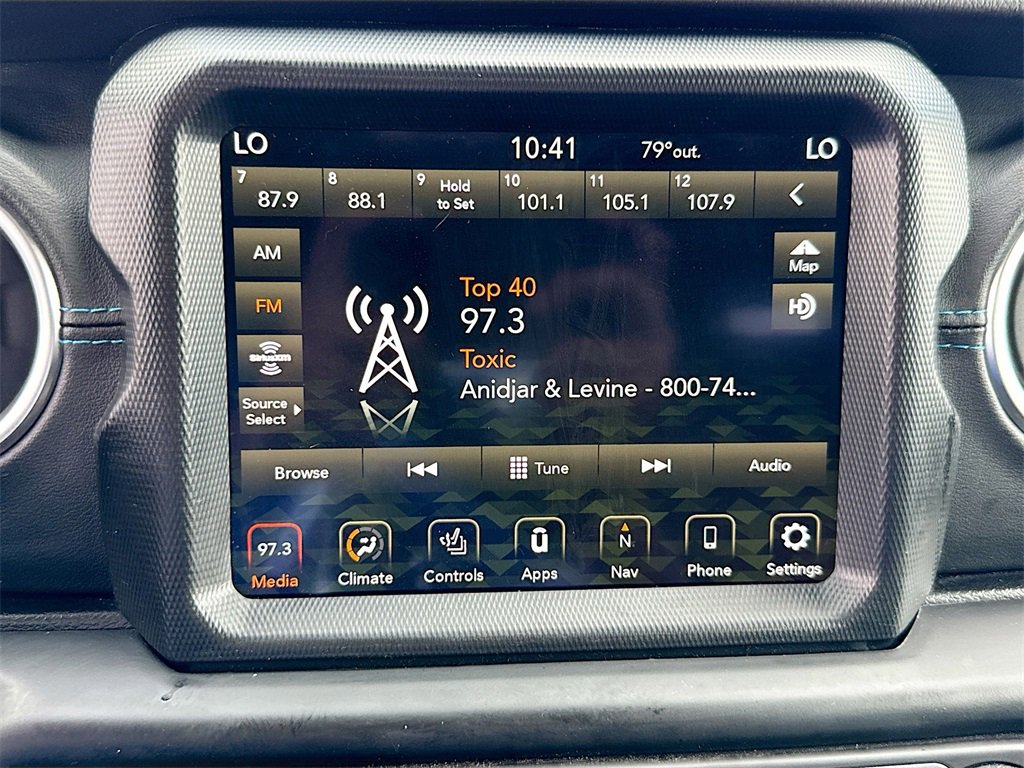 LO 10:41 79°out. LO
7 87.9 8 88.1 9 Hold to Set 10 101.1 11 105.1 12 107.9
AM
Map
FM
HD
Top 40
97.3
SiriusXM
Toxic
Source
Select
Anidjar & Levine - 800-74...
Browse Tune Audio
97.3 N
Media Climate Controls Apps Nav Phone Settings